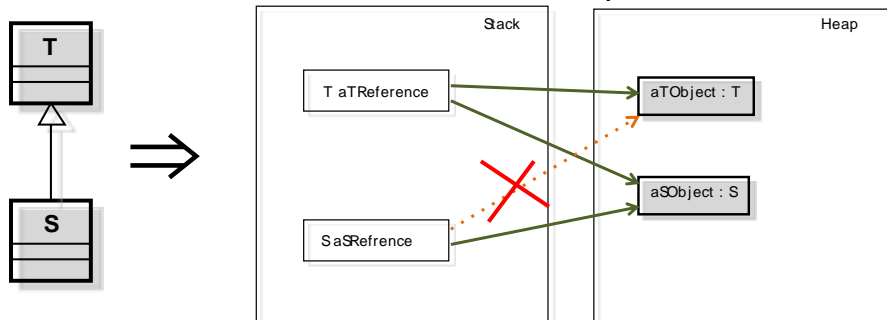 T
S
Stack
T aTReference
S aSRefrence
Heap
aTObject : T
aSObject : S